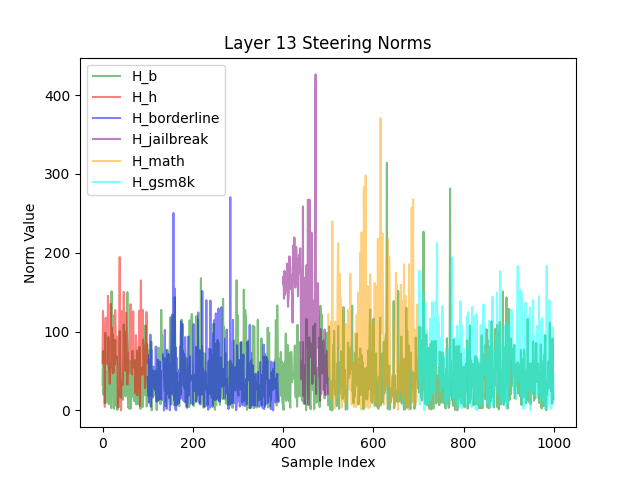 Layer 13 Steering Norms
H_b
H_h
H_borderline
H_jailbreak
H_math
H_gsm8k
Norm Value
400
300
200
100
0
0
200
400
600
800
1000
Sample Index